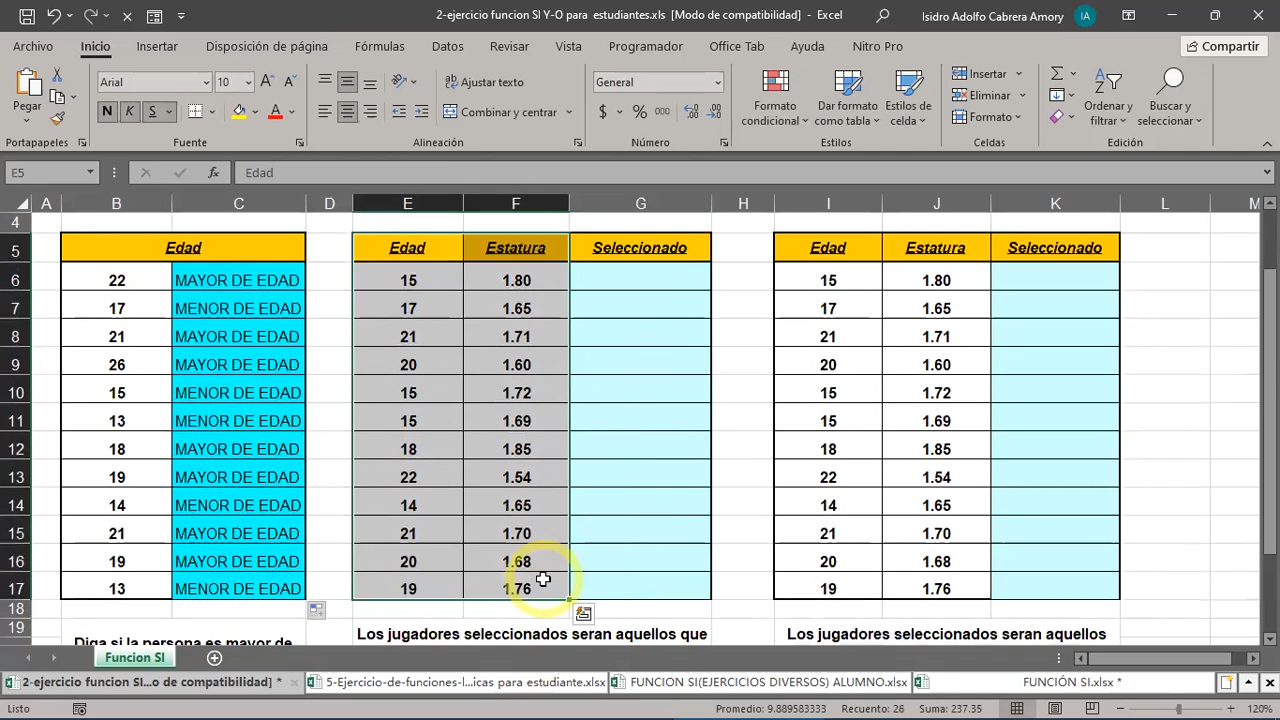 2-ejercicio funcion SI Y-O para estudiantes.xls [Modo de compatibilidad] - Excel
Isidro Adolfo Cabrera Amory
IA
Archivo Inicio Insertar Disposición de página Fórmulas Datos Revisar Vista Programador Office Tab Ayuda Nitro Pro Compartir
Pegar
Arial 10
N K S
Ajustar texto
Combinar y centrar
General
$ % 000
Formato condicional
Dar formato como tabla
Estilos de celda
Insertar
Eliminar
Formato
Ordenar y filtrar
Buscar y seleccionar
Portapapeles Fuente Alineación Número Estilos Celdas Edición
E5 fx Edad
A B C D E F G H I J K L M
4
5 Edad Edad Estatura Seleccionado Edad Estatura Seleccionado
6 22 MAYOR DE EDAD 15 1.80 15 1.80
7 17 MENOR DE EDAD 17 1.65 17 1.65
8 21 MAYOR DE EDAD 21 1.71 21 1.71
9 26 MAYOR DE EDAD 20 1.60 20 1.60
10 15 MENOR DE EDAD 15 1.72 15 1.72
11 13 MENOR DE EDAD 15 1.69 15 1.69
12 18 MAYOR DE EDAD 18 1.85 18 1.85
13 19 MAYOR DE EDAD 22 1.54 22 1.54
14 14 MENOR DE EDAD 14 1.65 14 1.65
15 21 MAYOR DE EDAD 21 1.70 21 1.70
16 19 MAYOR DE EDAD 20 1.68 20 1.68
17 13 MENOR DE EDAD 19 1.76 19 1.76
18
19 Diga si la persona es mayor de Los jugadores seleccionados seran aquellos que Los jugadores seleccionados seran aquellos
Funcion SI
2-ejercicio funcion SI...o de compatibilidad] * 5-Ejercicio-de-funciones-l...icas para estudiante.xlsx FUNCION SI(EJERCICIOS DIVERSOS) ALUMNO.xlsx FUNCIÓN SI.xlsx *
Listo Promedio: 9.889583333 Recuento: 26 Suma: 237.35 120%